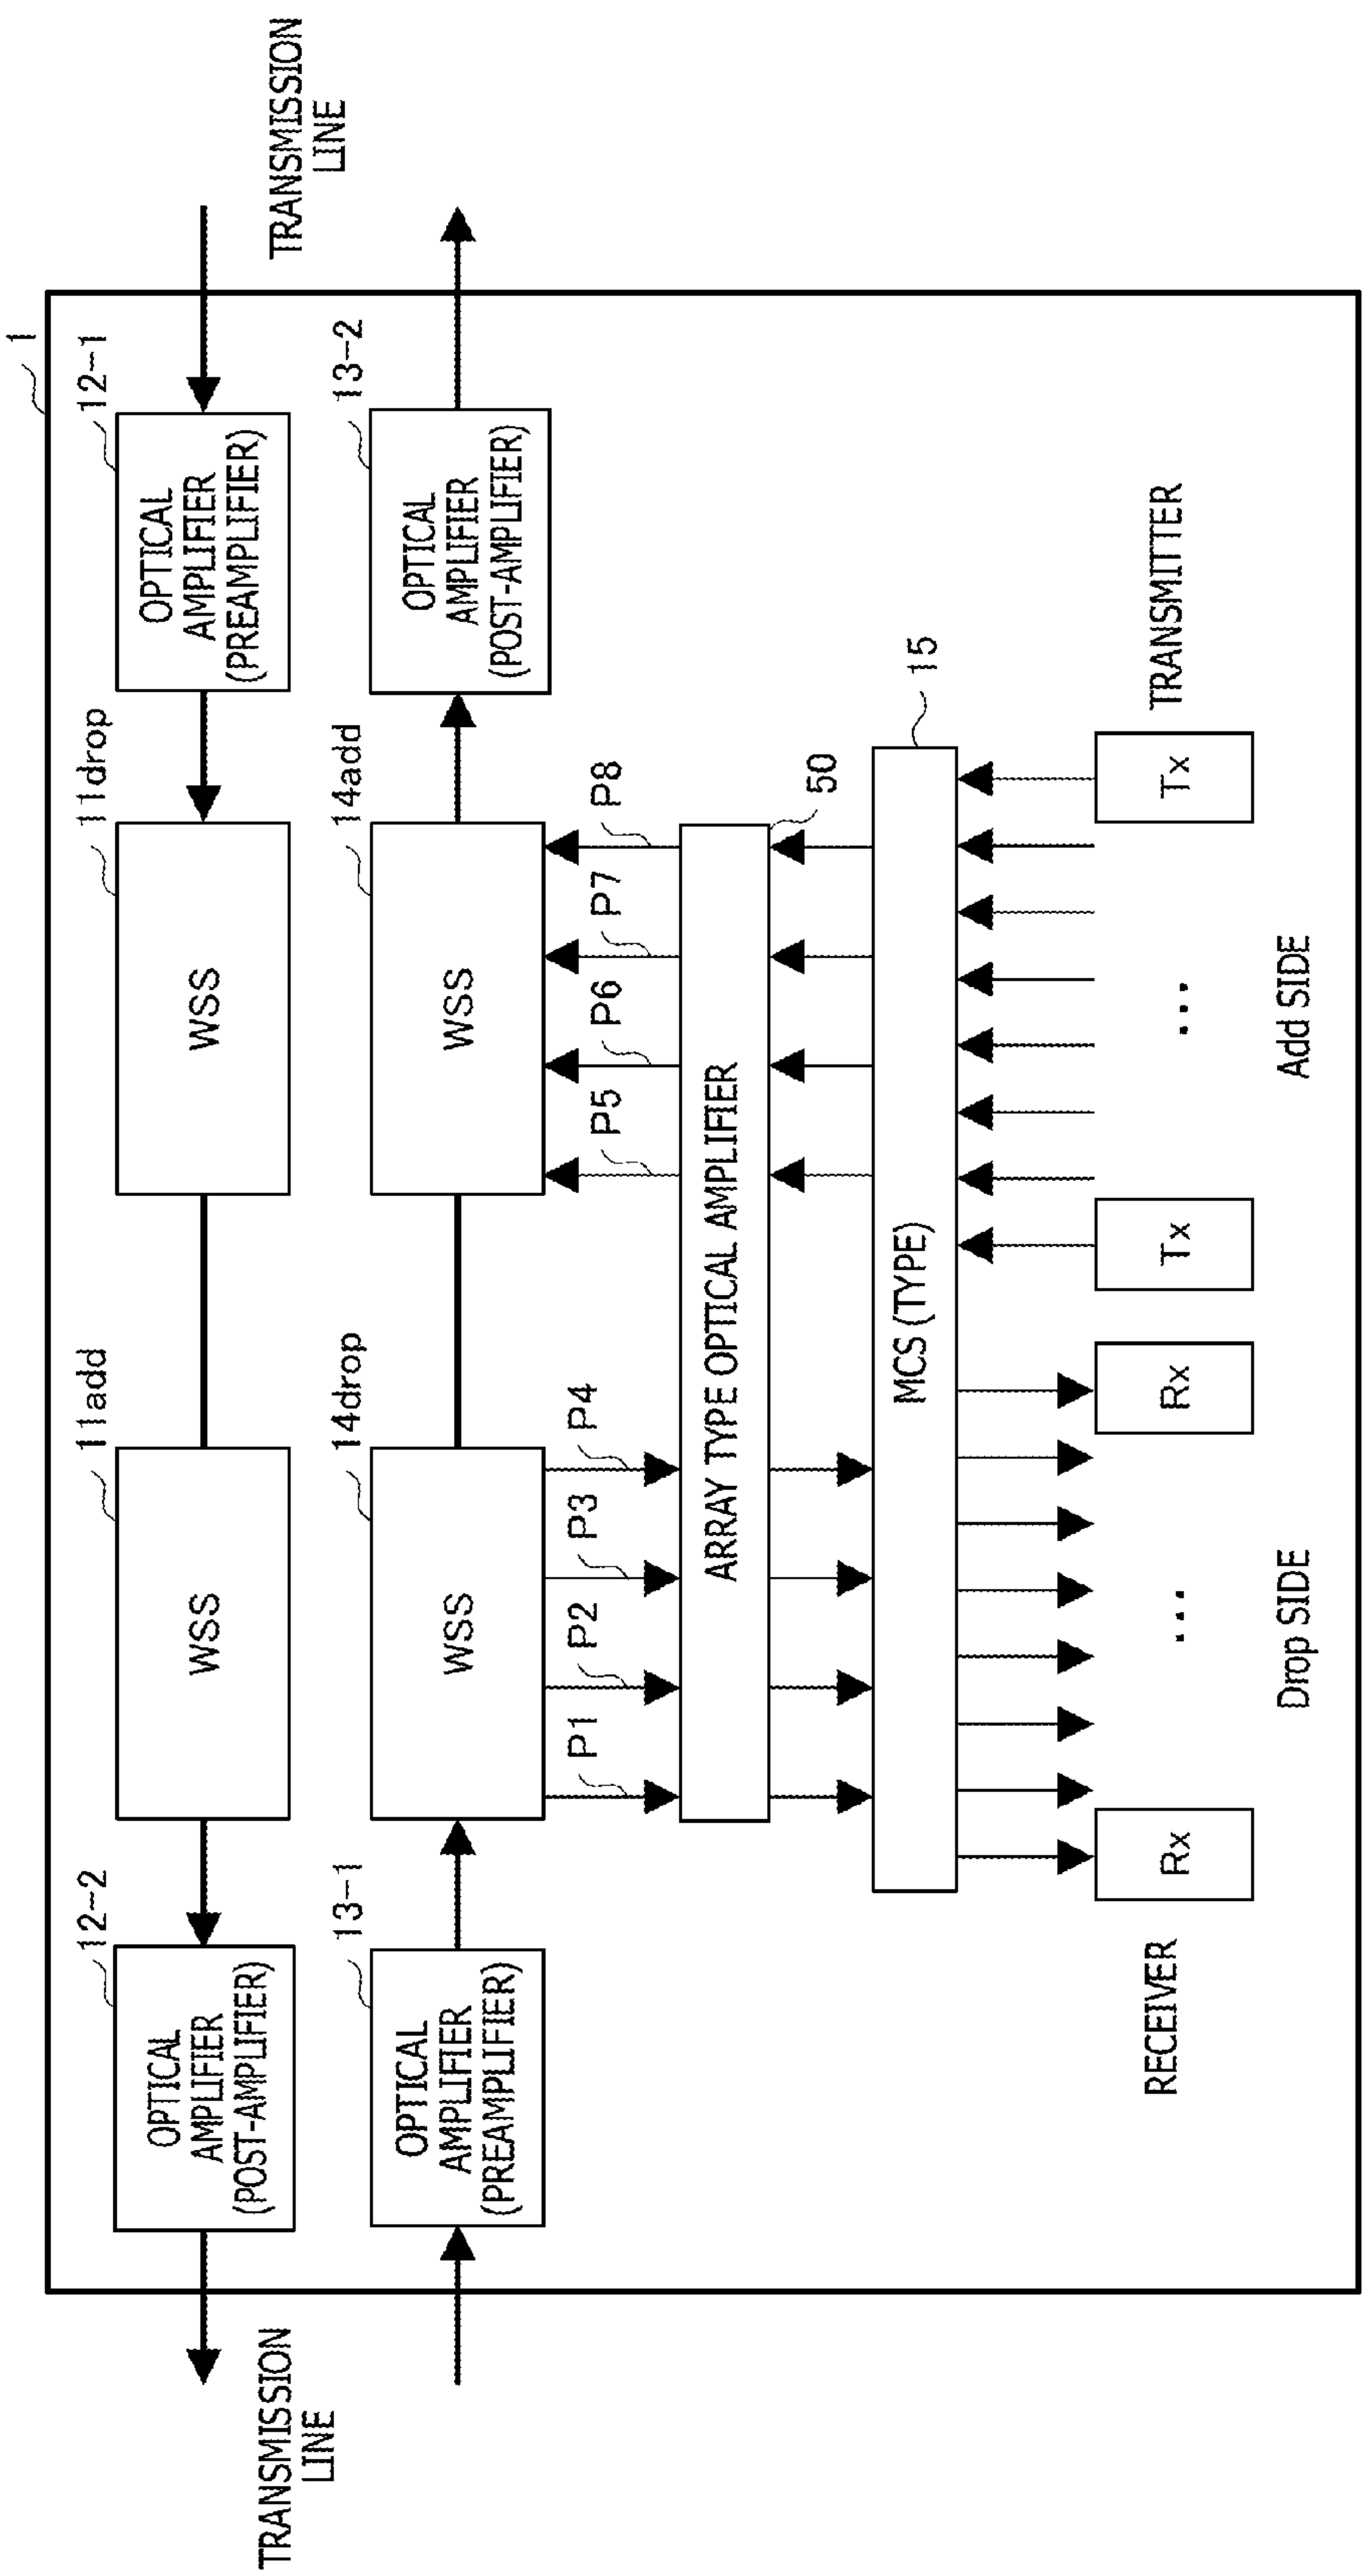 1
12-2
11add
11drop
12-1
OPTICAL
AMPLIFIER
(POST-AMPLIFIER)
WSS
WSS
OPTICAL
AMPLIFIER
(PREAMPLIFIER)
TRANSMISSION
LINE
TRANSMISSION
LINE
13-1
14drop
14add
13-2
OPTICAL
AMPLIFIER
(PREAMPLIFIER)
WSS
WSS
OPTICAL
AMPLIFIER
(POST-AMPLIFIER)
P1
P2
P3
P4
P5
P6
P7
P8
ARRAY TYPE OPTICAL AMPLIFIER
50
MCS (TYPE)
15
RECEIVER
Rx
...
Rx
Tx
...
Tx
TRANSMITTER
Drop SIDE
Add SIDE